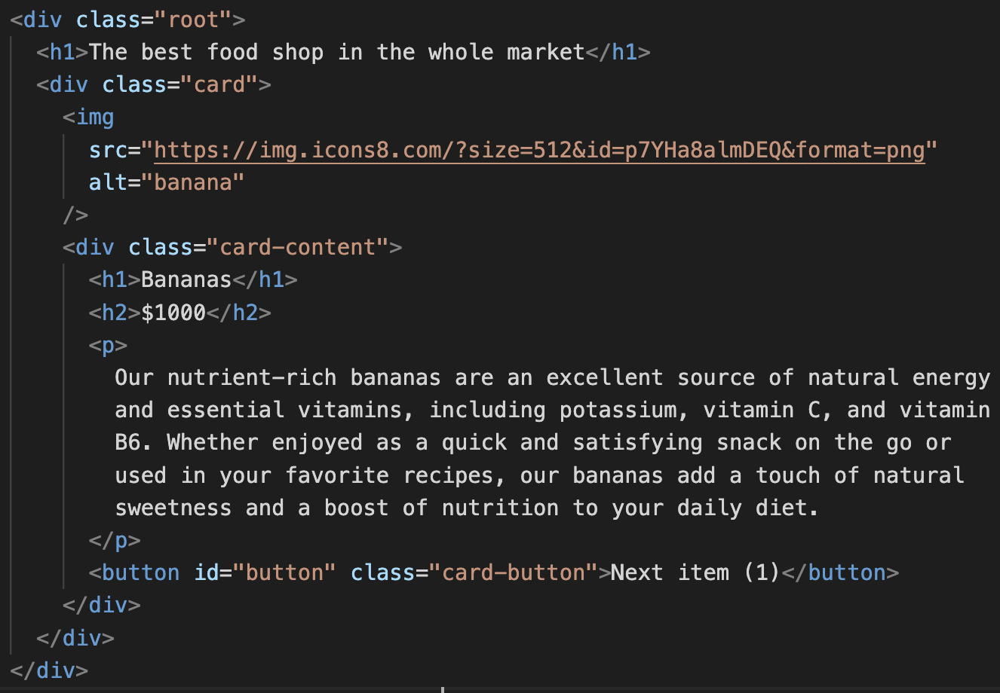 <div class="root">
<h1>The best food shop in the whole market</h1>
<div class="card">
<img
src="https://img.icons8.com/?size=512&id=p7YHa8almDEQ&format=png"
alt="banana"
/>
<div class="card-content">
<h1>Bananas</h1>
<h2>$1000</h2>
<p>
Our nutrient-rich bananas are an excellent source of natural energy
and essential vitamins, including potassium, vitamin C, and vitamin
B6. Whether enjoyed as a quick and satisfying snack on the go or
used in your favorite recipes, our bananas add a touch of natural
sweetness and a boost of nutrition to your daily diet.
</p>
<button id="button" class="card-button">Next item (1)</button>
</div>
</div>
</div>